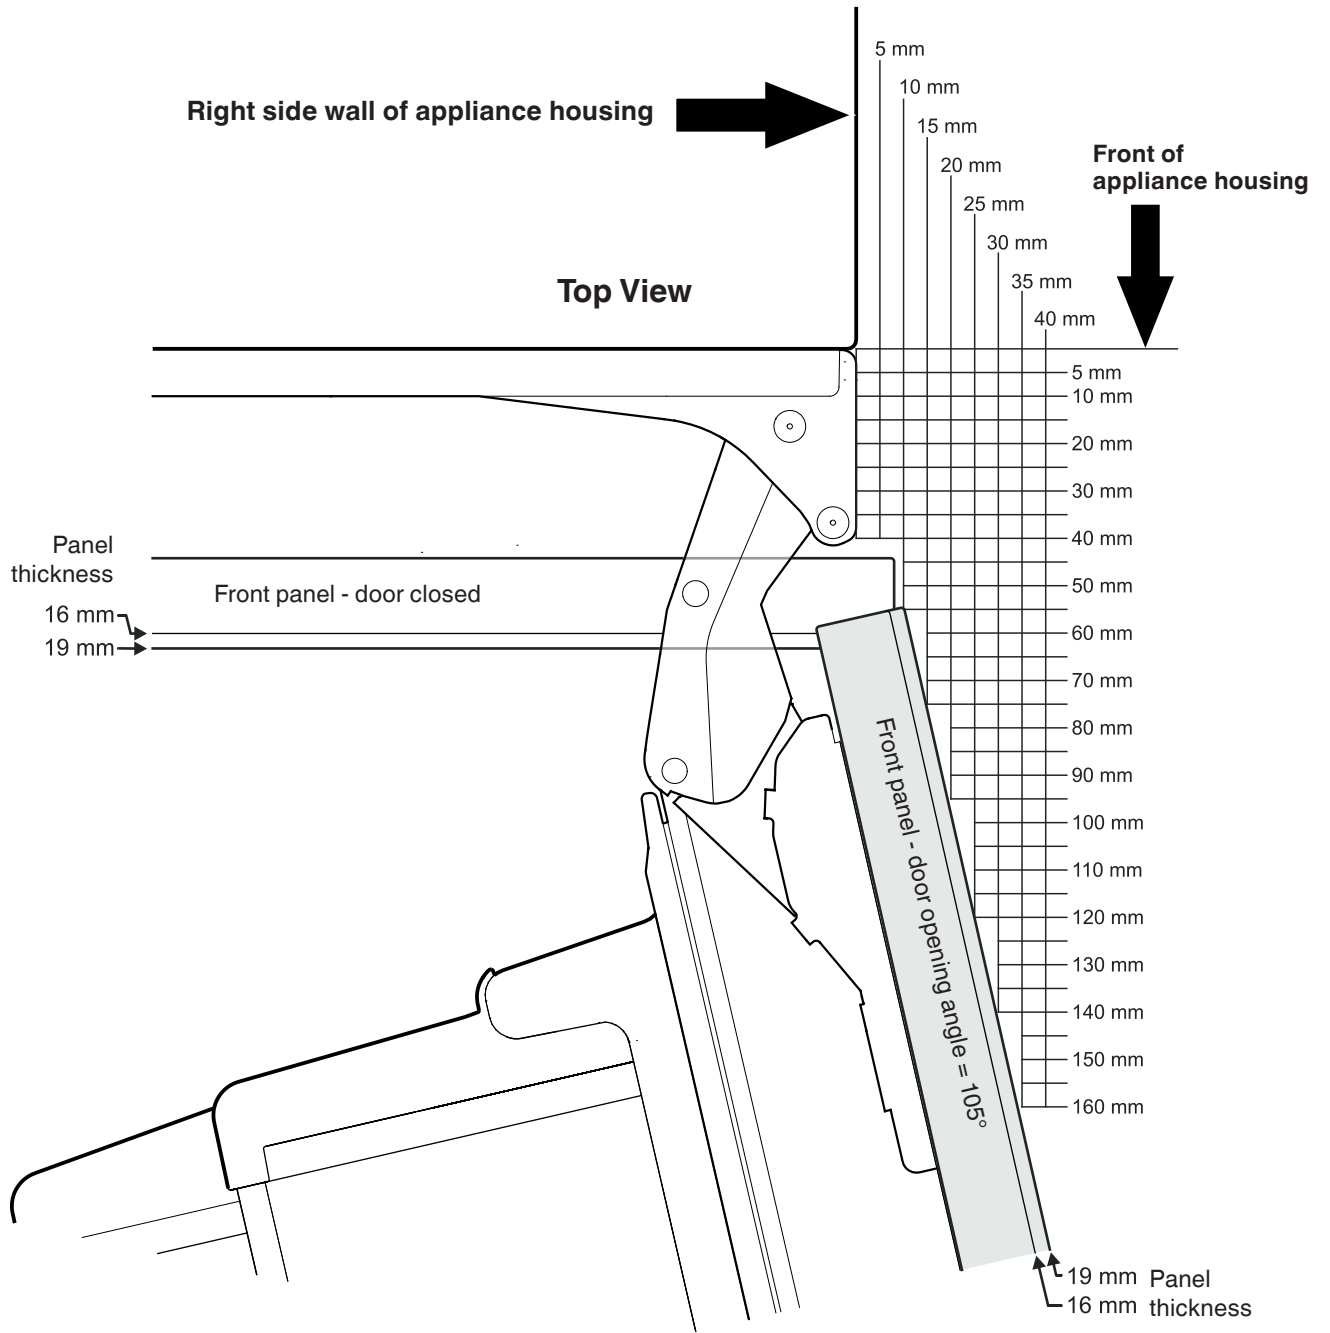 5 mm
10 mm
Right side wall of appliance housing
15 mm
Front of
appliance housing
20 mm
25 mm
30 mm
35 mm
Top View
40 mm
5 mm
10 mm
20 mm
30 mm
40 mm
50 mm
60 mm
70 mm
80 mm
90 mm
100 mm
110 mm
120 mm
130 mm
140 mm
150 mm
160 mm
Panel
thickness
16 mm
19 mm
Front panel - door closed
Front panel - door opening angle = 105°
19 mm
16 mm
Panel
thickness